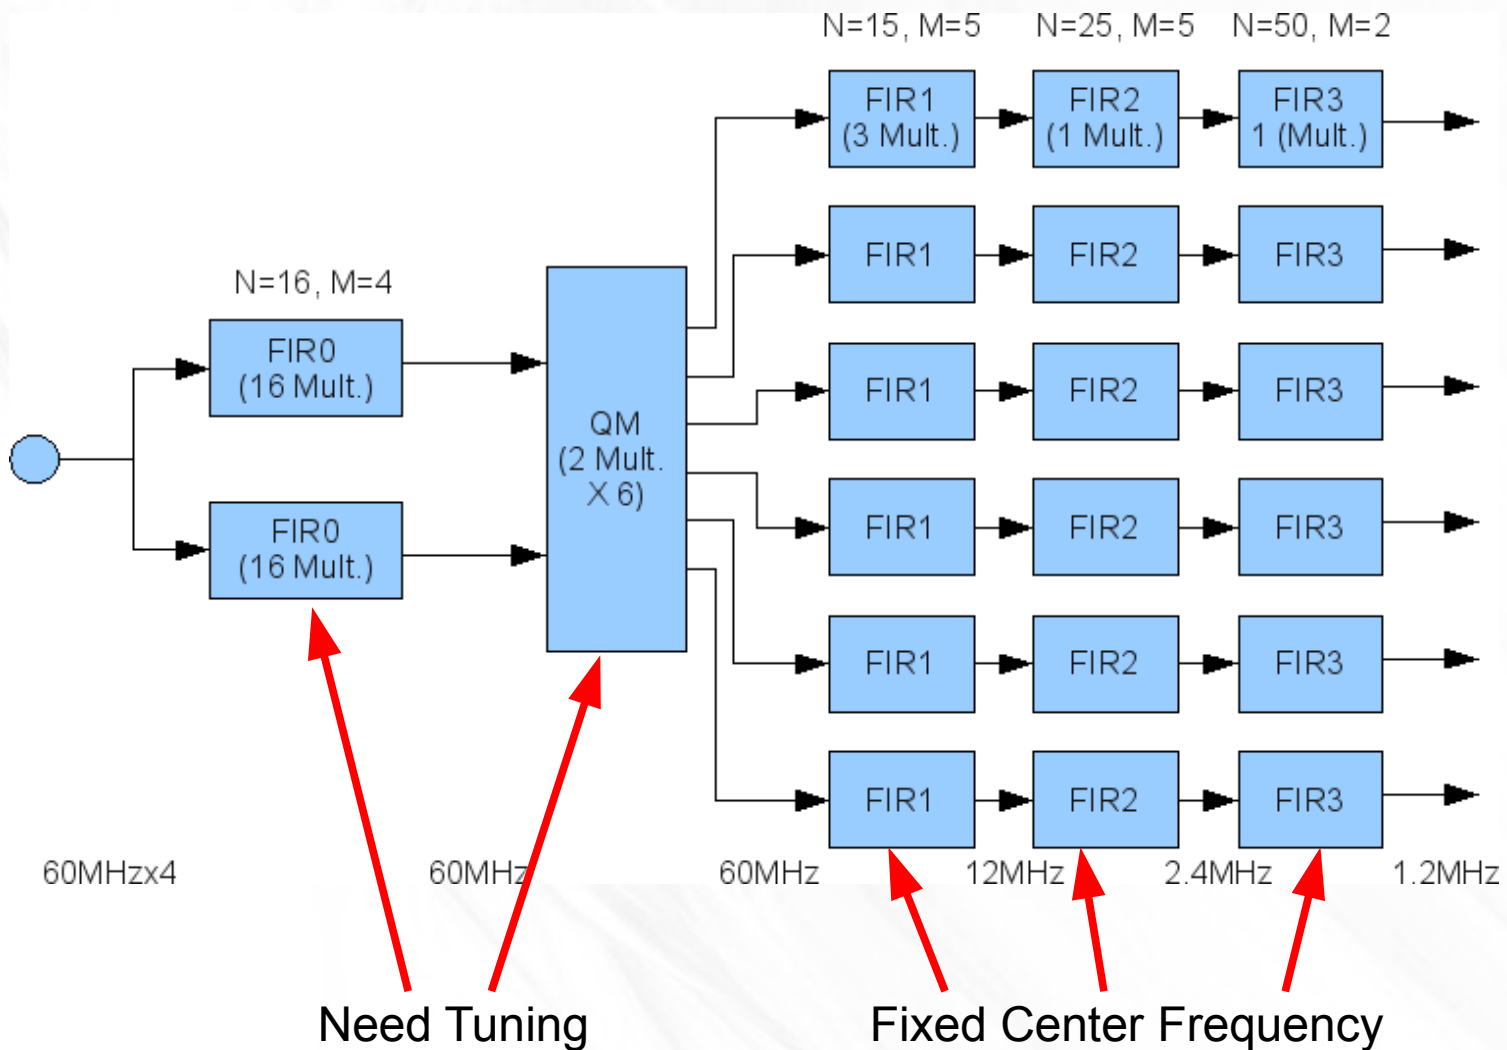 N=15, M=5
N=25, M=5
N=50, M=2
FIR1
(3 Mult.)
FIR2
(1 Mult.)
FIR3
1 (Mult.)
FIR1
FIR2
FIR3
N=16, M=4
FIR0
(16 Mult.)
FIR1
FIR2
FIR3
QM
(2 Mult.
X 6)
FIR0
(16 Mult.)
FIR1
FIR2
FIR3
FIR1
FIR2
FIR3
FIR1
FIR2
FIR3
60MHzx4
60MHz
60MHz
12MHz
2.4MHz
1.2MHz
Need Tuning
Fixed Center Frequency